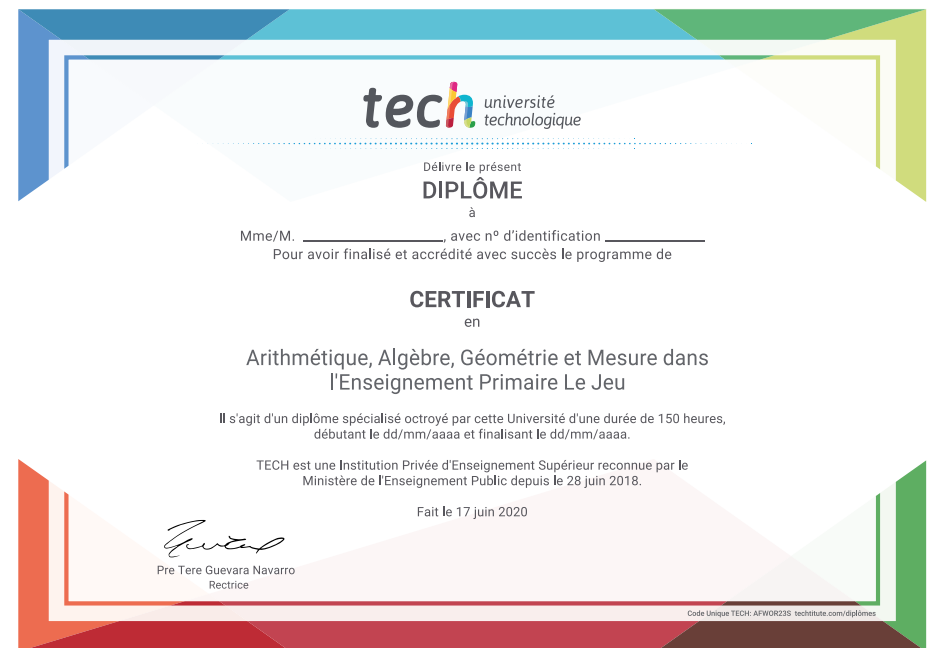 tech université
technologique
Délivre le présent
DIPLÔME
à
Mme/M. ____________________, avec nº d'identification ______________
Pour avoir finalisé et accrédité avec succès le programme de
CERTIFICAT
en
Arithmétique, Algèbre, Géométrie et Mesure dans
l'Enseignement Primaire Le Jeu
Il s'agit d'un diplôme spécialisé octroyé par cette Université d'une durée de 150 heures,
débutant le dd/mm/aaaa et finalisant le dd/mm/aaaa.
TECH est une Institution Privée d'Enseignement Supérieur reconnue par le
Ministère de l'Enseignement Public depuis le 28 juin 2018.
Fait le 17 juin 2020
Pre Tere Guevara Navarro
Rectrice
Code Unique TECH: AFWOR23S techtitute.com/diplômes